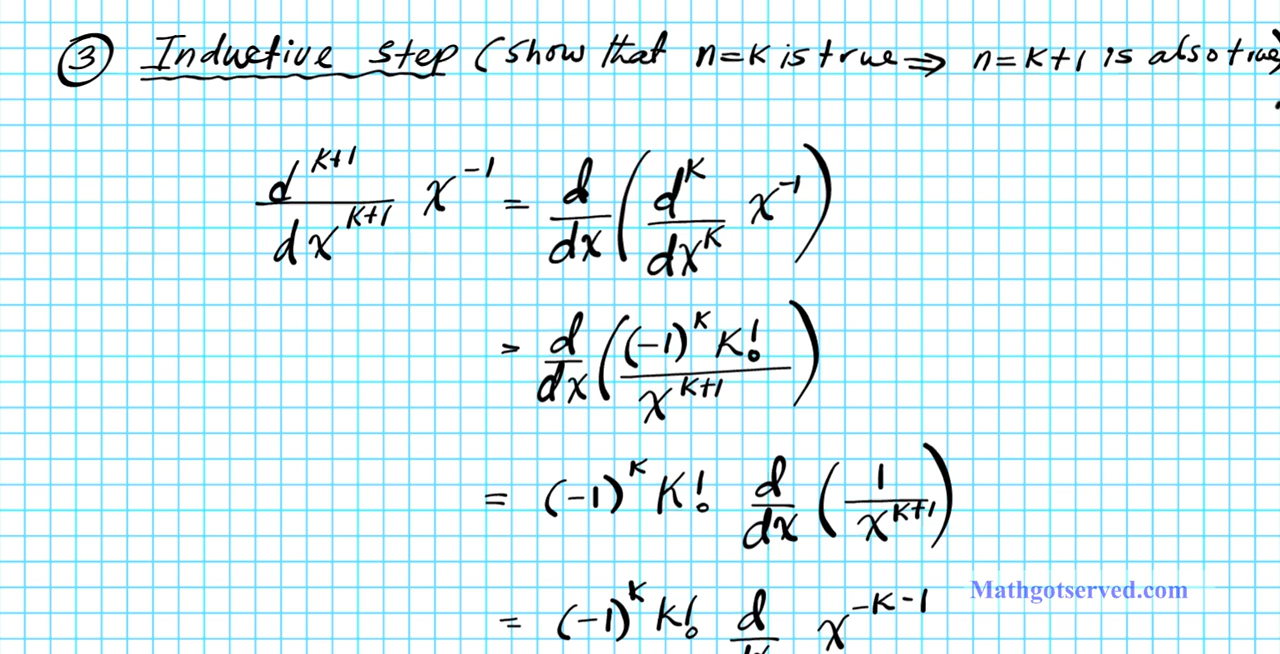 ③ Inductive step (show that n=k is true ⇒ n=k+1 is also true)
d^{k+1}/dx^{k+1} x^{-1} = d/dx (d^k/dx^k x^{-1})
= d/dx ((-1)^k k! / x^{k+1})
= (-1)^k k! d/dx (1/x^{k+1})
Mathgotserved.com
= (-1)^k k! d/dx x^{-k-1}